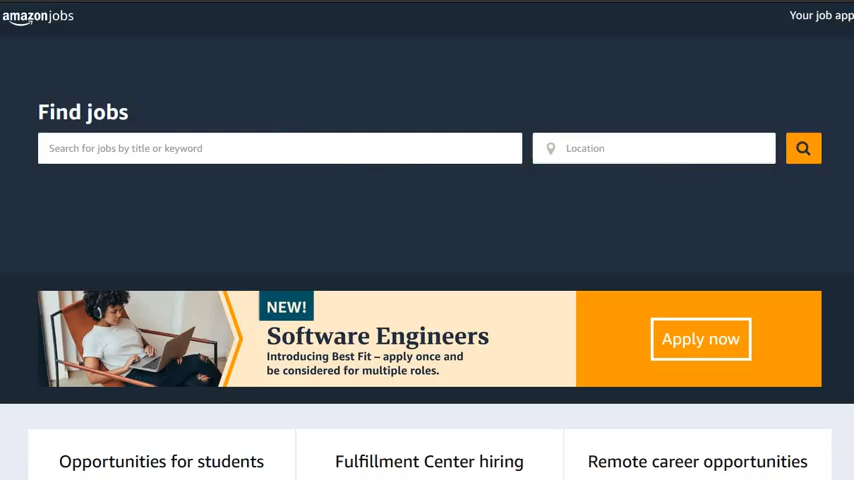 amazonjobs
Your job app
Find jobs
Search for jobs by title or keyword
Location
NEW!
Software Engineers
Introducing Best Fit – apply once and
be considered for multiple roles.
Apply now
Opportunities for students
Fulfillment Center hiring
Remote career opportunities